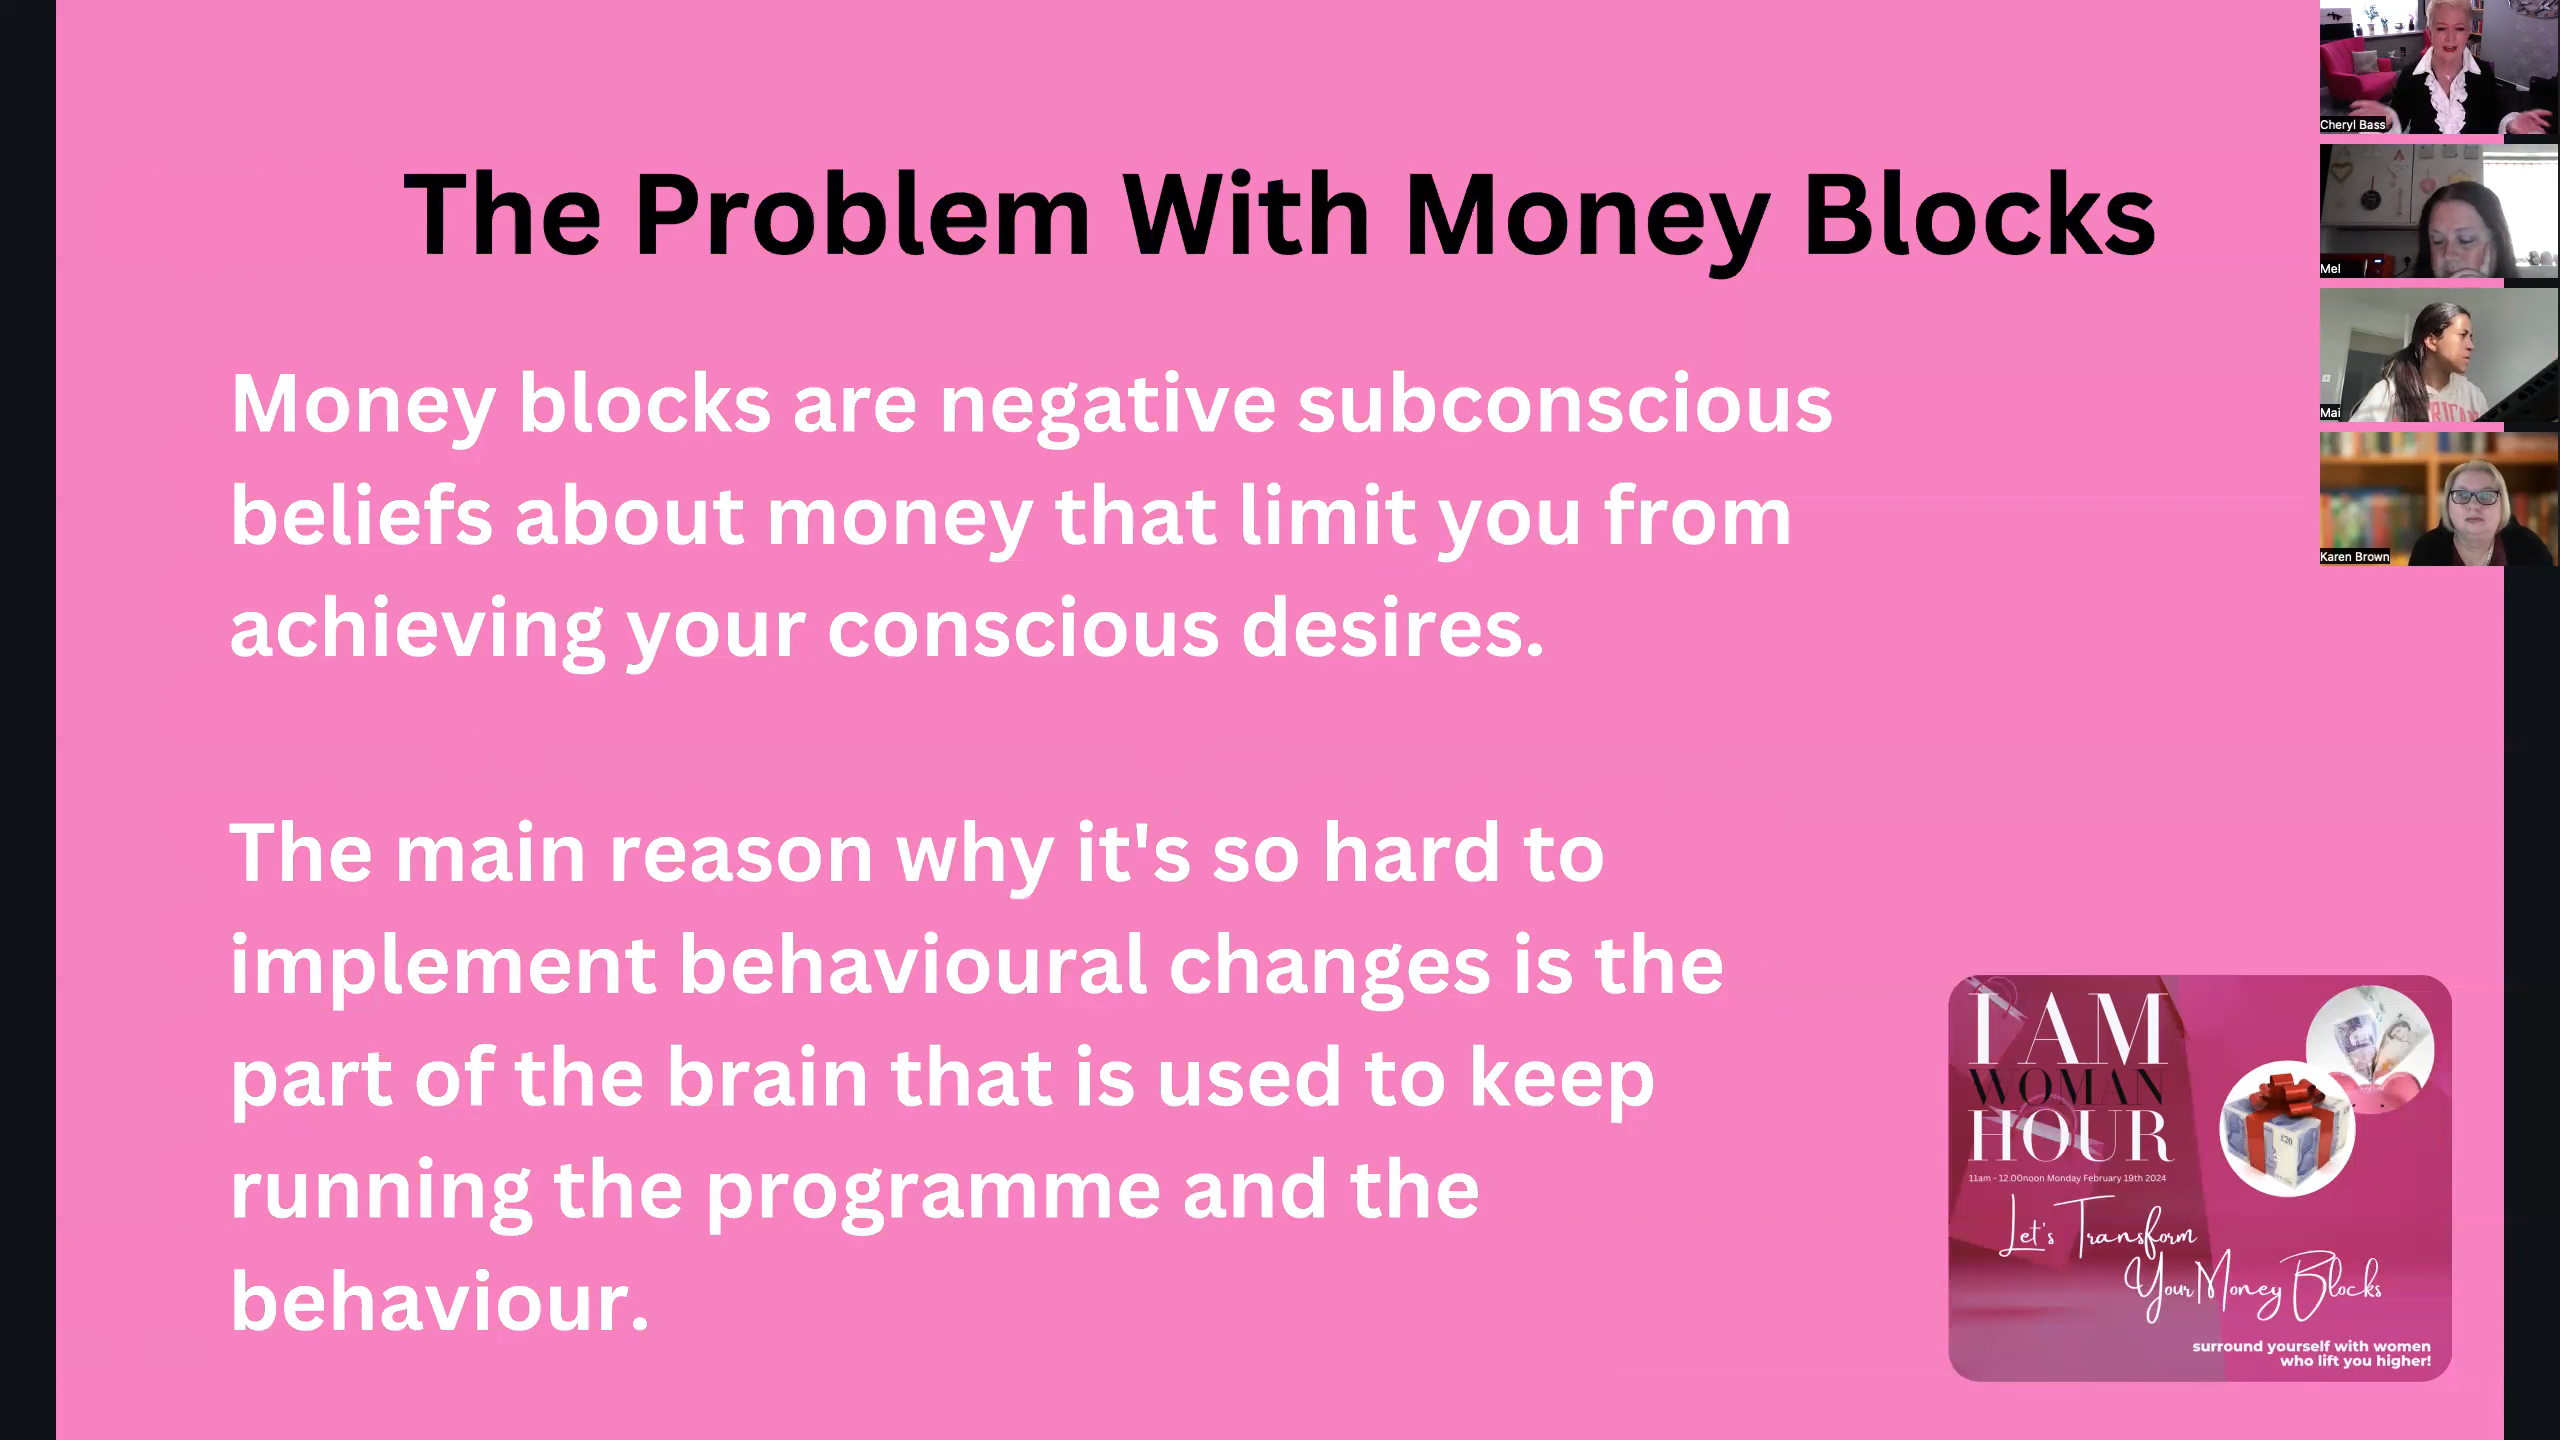 The Problem With Money Blocks
Money blocks are negative subconscious
beliefs about money that limit you from
achieving your conscious desires.
The main reason why it's so hard to
implement behavioural changes is the
part of the brain that is used to keep
running the programme and the
behaviour.
Cheryl Bass
Mel
Mai
Karen Brown
I AM
WOMAN
HOUR
11am - 12.00noon Monday February 19th 2024
Let's Transform
Your Money Blocks
surround yourself with women
who lift you higher!
£20